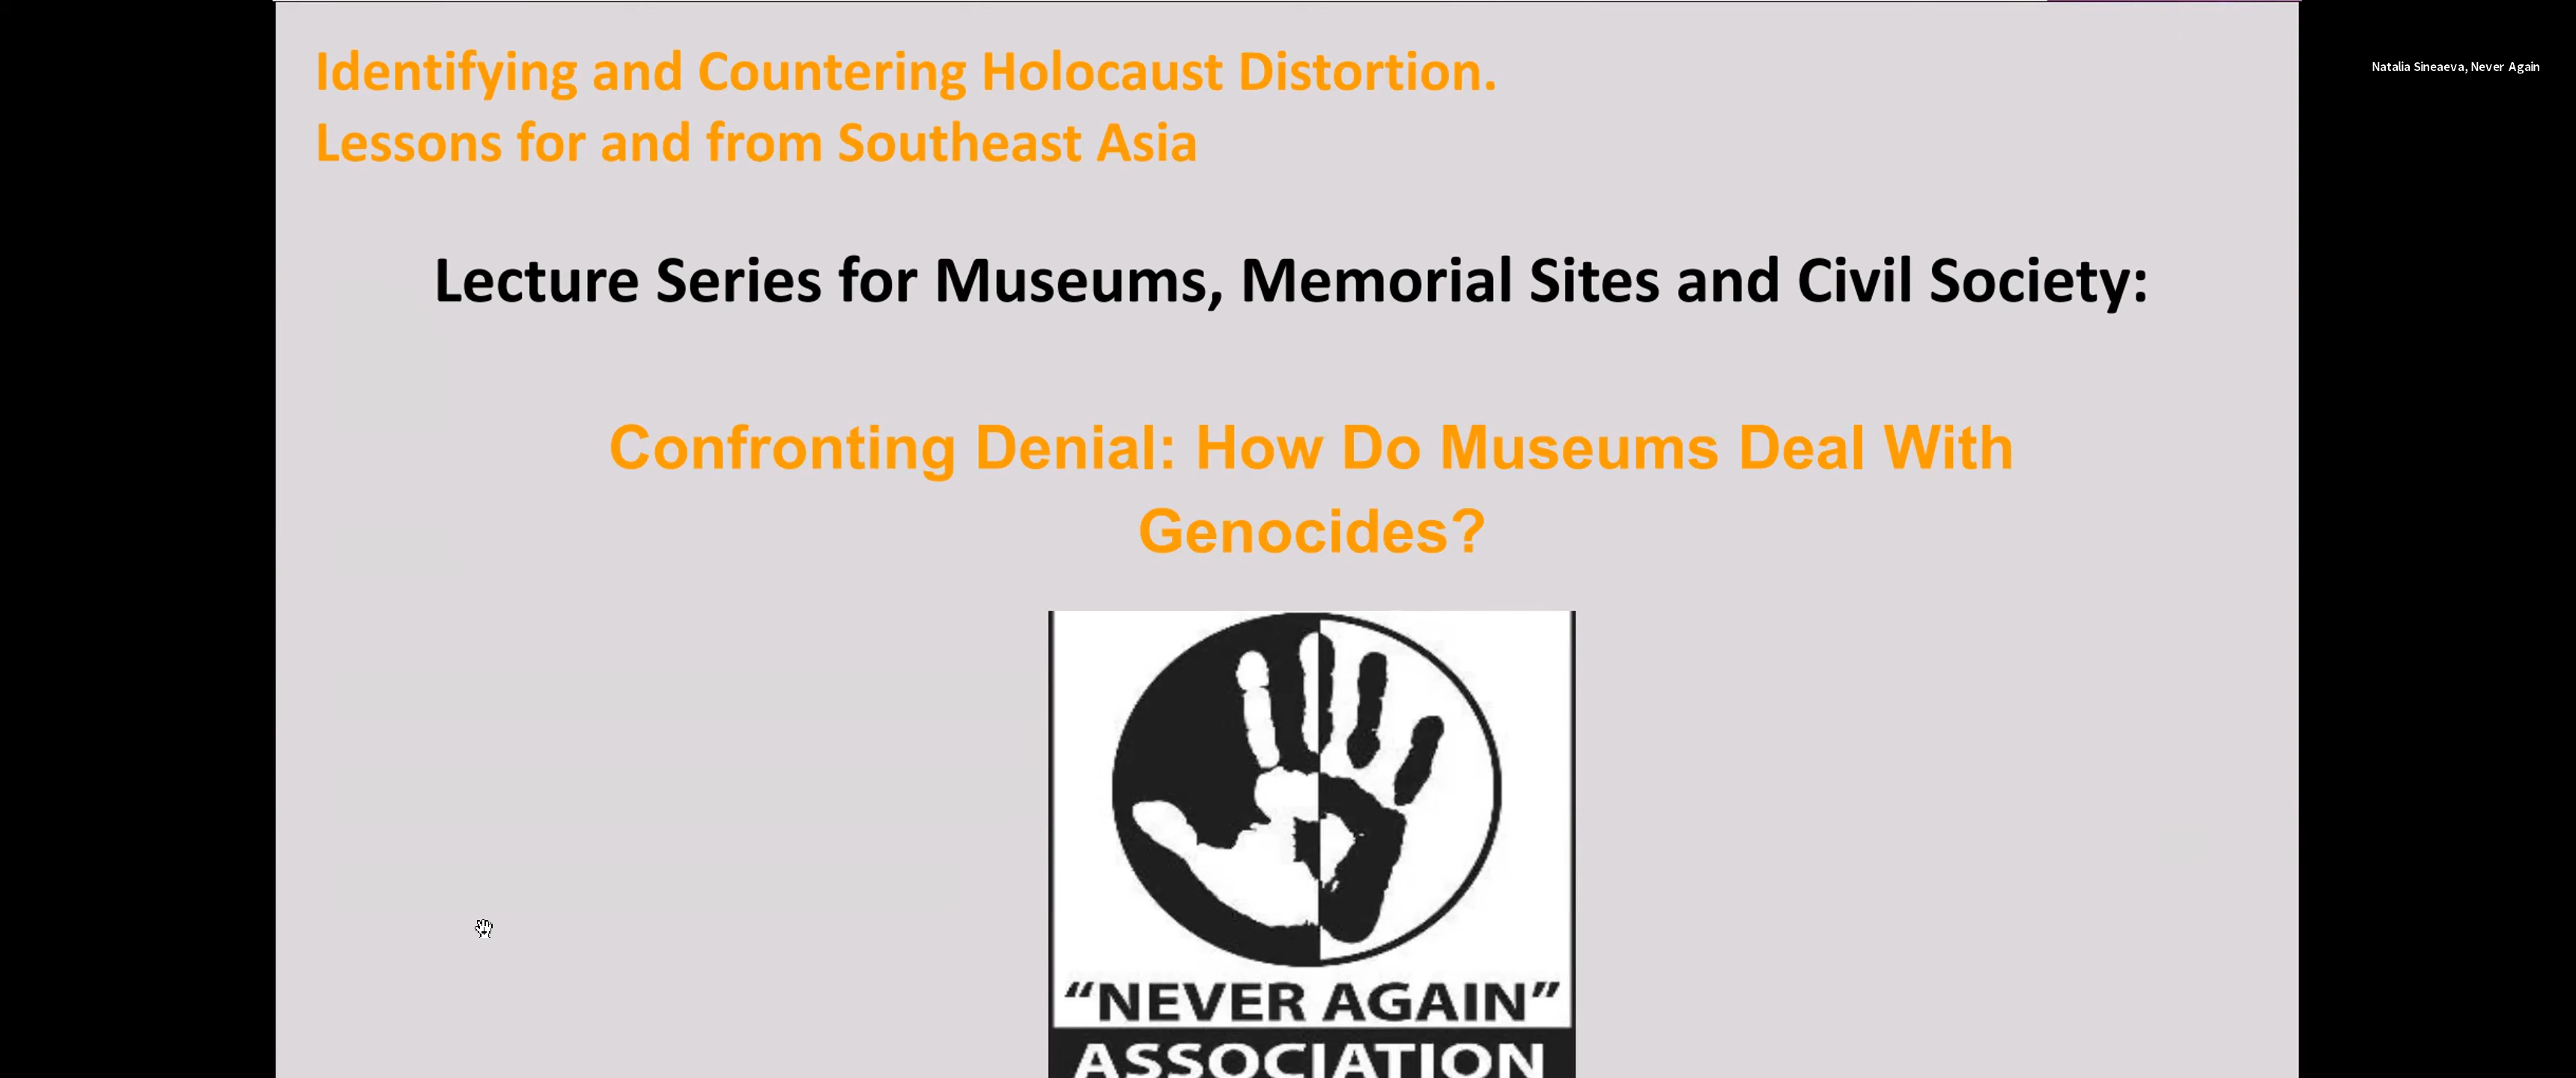 Identifying and Countering Holocaust Distortion.
Natalia Sineaeva, Never Again
Lessons for and from Southeast Asia
Lecture Series for Museums, Memorial Sites and Civil Society:
Confronting Denial: How Do Museums Deal With
Genocides?
“NEVER AGAIN”
ASSOCIATION